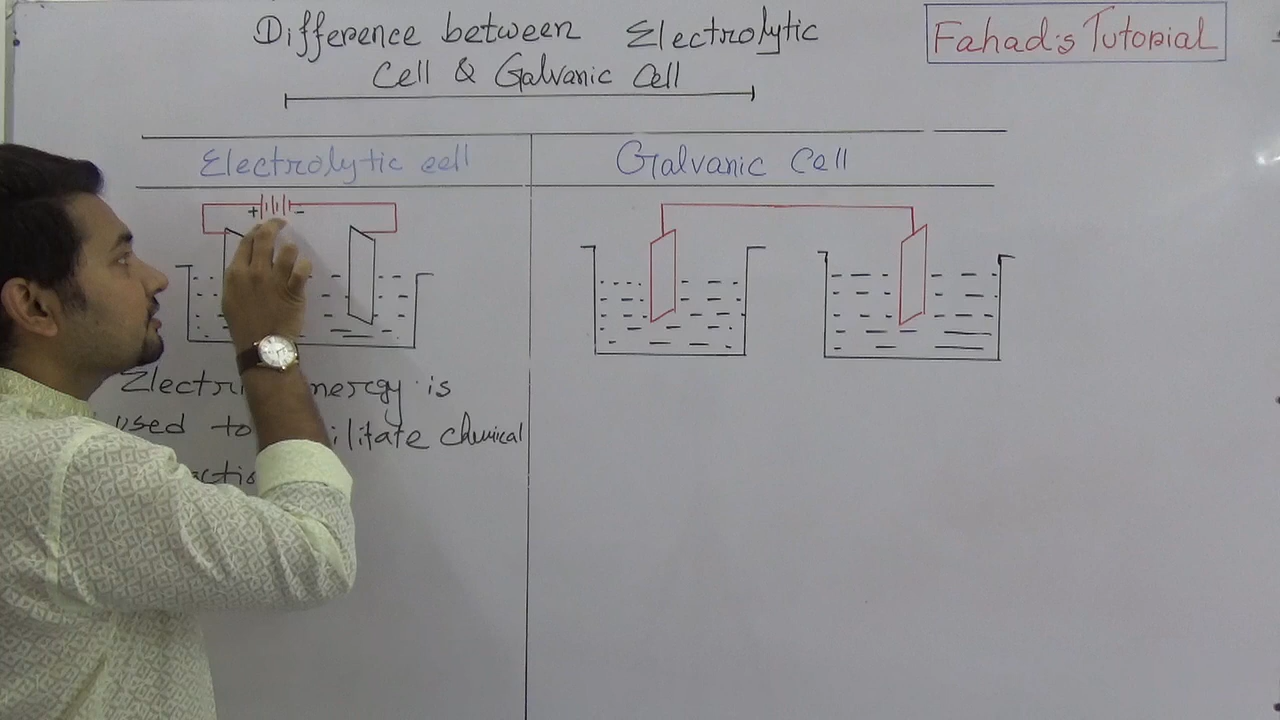 Difference between Electrolytic
Cell & Galvanic Cell
Fahad's Tutorial
Electrolytic cell
Galvanic Cell
+ -
is
used to chemical